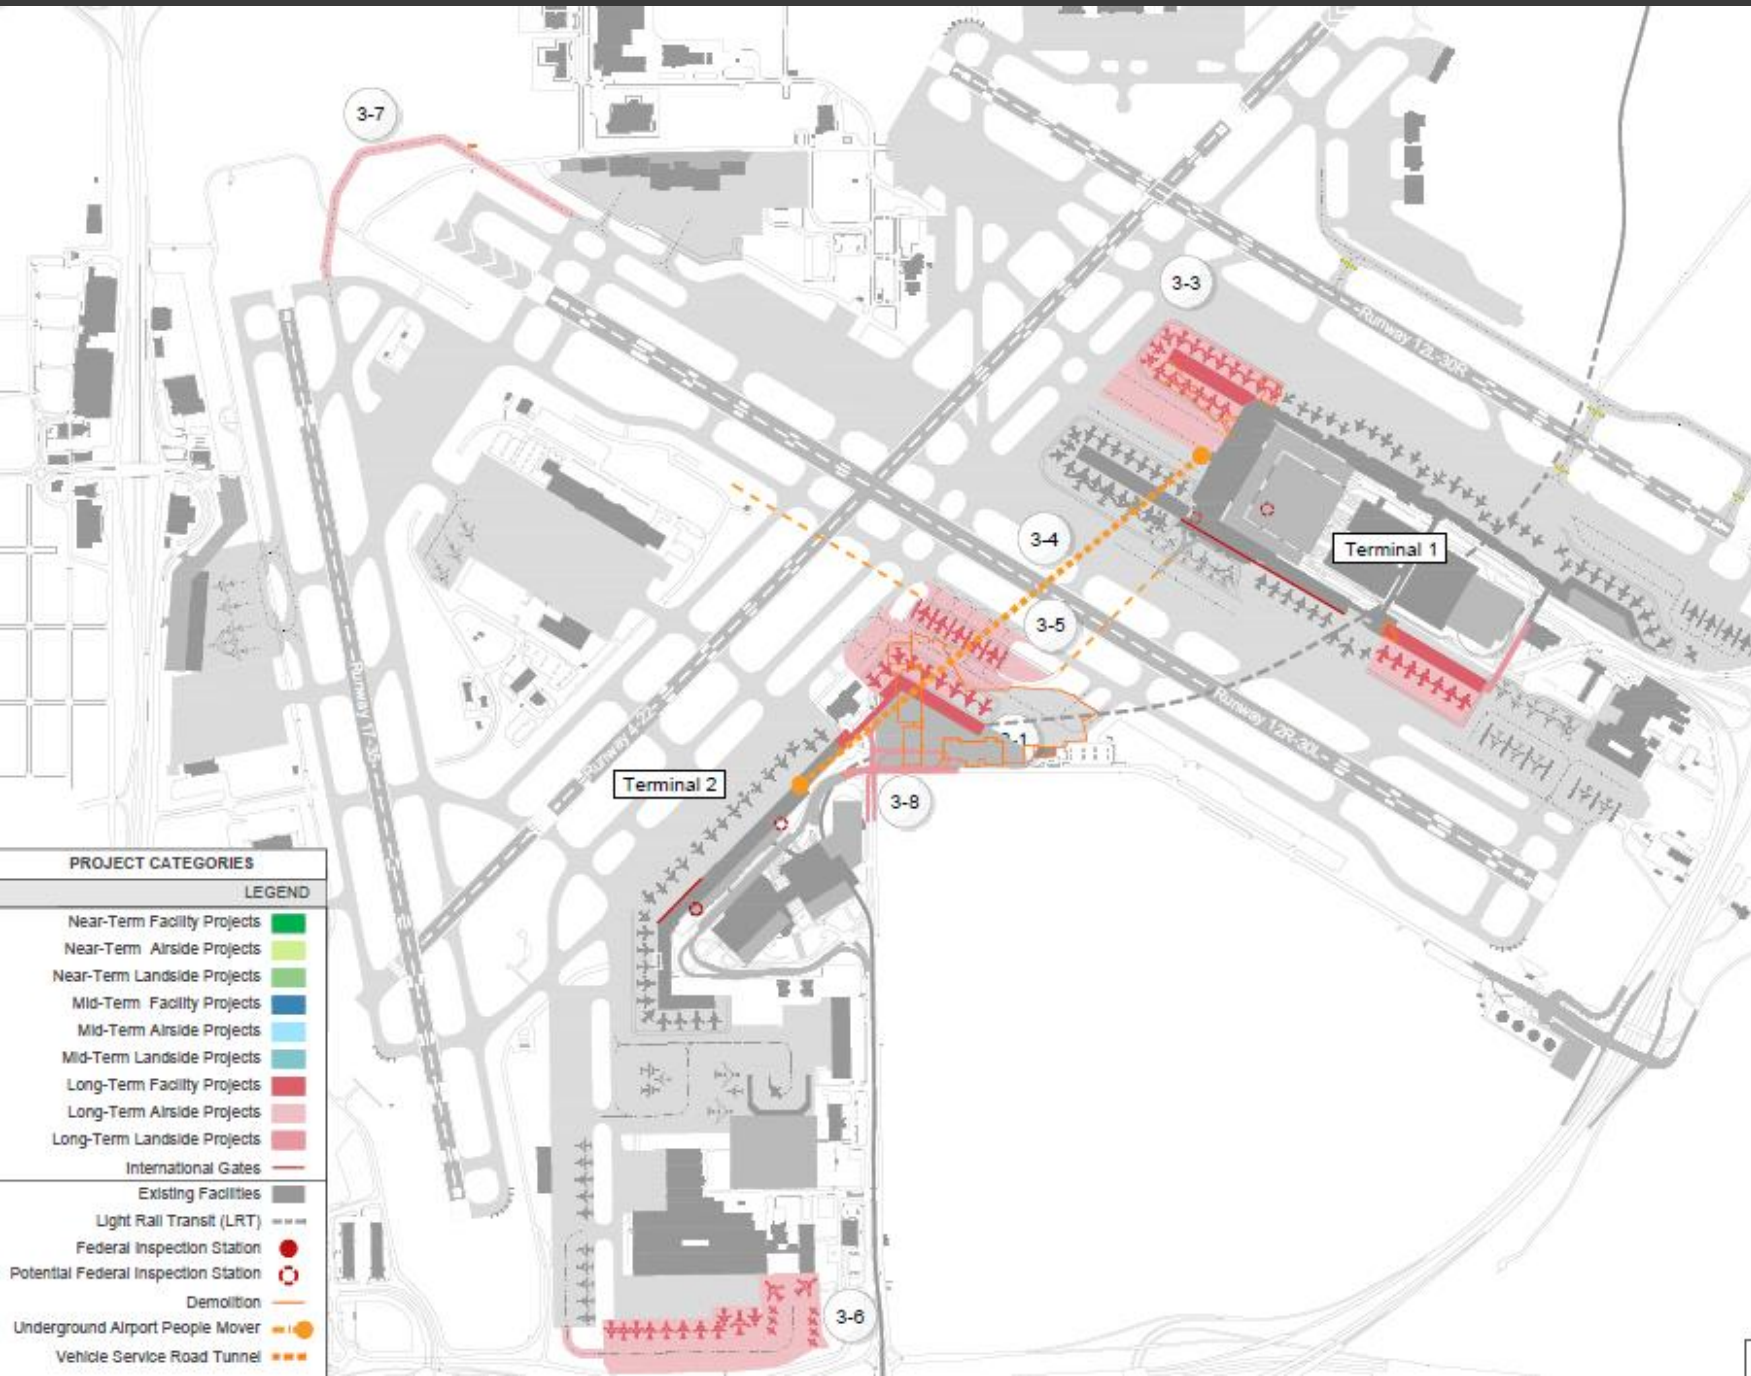 3-7
3-3
Runway 12L-30R
3-4
Terminal 1
3-5
Runway 17-35
Runway 4-22
Runway 12R-30L
-1
Terminal 2
3-8
PROJECT CATEGORIES
LEGEND
Near-Term Facility Projects
Near-Term Airside Projects
Near-Term Landside Projects
Mid-Term Facility Projects
Mid-Term Airside Projects
Mid-Term Landside Projects
Long-Term Facility Projects
Long-Term Airside Projects
Long-Term Landside Projects
International Gates
Existing Facilities
Light Rail Transit (LRT)
Federal Inspection Station
Potential Federal Inspection Station
Demolition
Underground Airport People Mover
Vehicle Service Road Tunnel
3-6